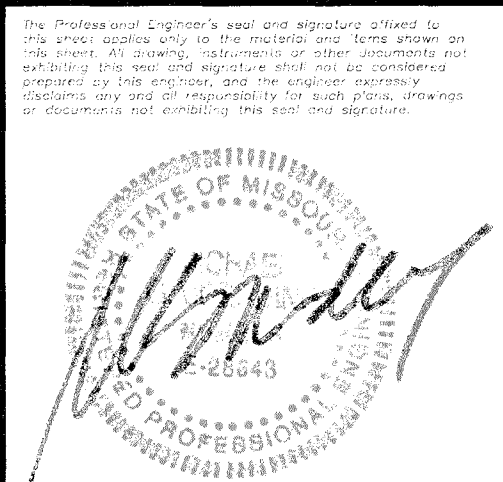 The Professional Engineer's seal and signature affixed to
this sheet applies only to the material and items shown on
this sheet. All drawing, instruments or other documents not
exhibiting this seal and signature shall not be considered
prepared by this engineer, and the engineer expressly
disclaims any and all responsibility for such plans, drawings
or documents not exhibiting this seal and signature.
STATE OF MISSOURI
PROFESSIONAL ENGINEER